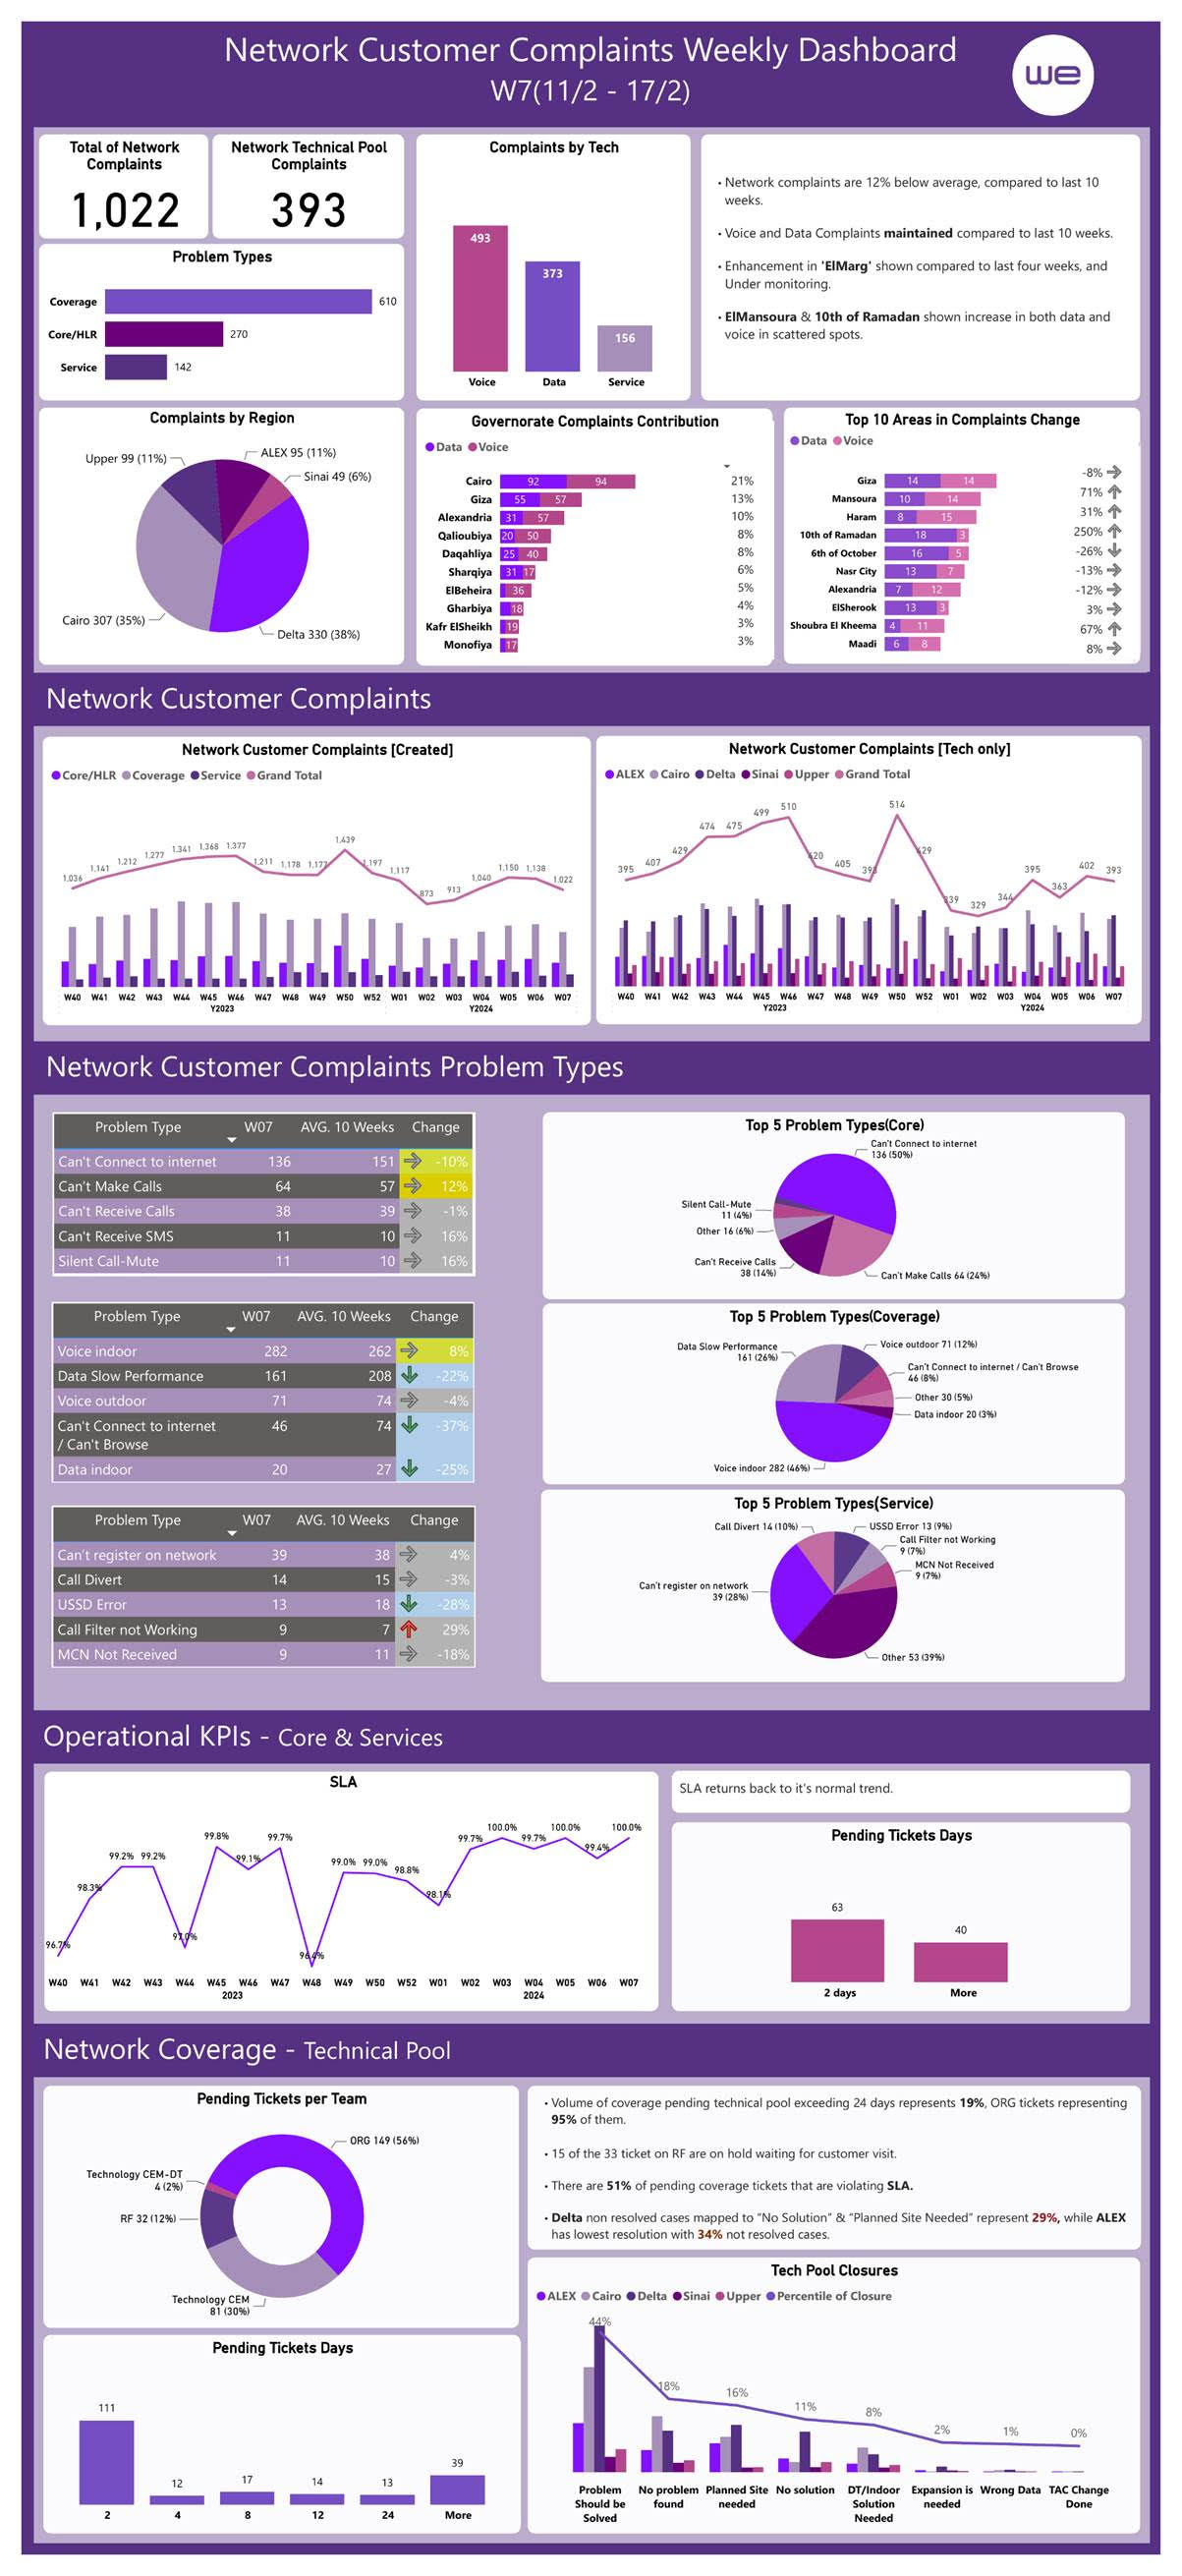 Network Customer Complaints Weekly Dashboard
W7(11/2 - 17/2)
we
Total of Network
Complaints
1,022
Network Technical Pool
Complaints
393
Problem Types
Coverage 610
Core/HLR 270
Service 142
Complaints by Tech
493
373
156
Voice Data Service
• Network complaints are 12% below average, compared to last 10
weeks.
• Voice and Data Complaints maintained compared to last 10 weeks.
• Enhancement in 'ElMarg' shown compared to last four weeks, and
Under monitoring.
• ElMansoura & 10th of Ramadan shown increase in both data and
voice in scattered spots.
Complaints by Region
Upper 99 (11%)
ALEX 95 (11%)
Sinai 49 (6%)
Cairo 307 (35%)
Delta 330 (38%)
Governorate Complaints Contribution
Data Voice
Cairo 92 94 21%
Giza 55 57 13%
Alexandria 31 57 10%
Qalioubiya 20 50 8%
Daqahliya 25 40 8%
Sharqiya 31 17 6%
ElBeheira 36 5%
Gharbiya 18 4%
Kafr ElSheikh 19 3%
Monofiya 17 3%
Top 10 Areas in Complaints Change
Data Voice
Giza 14 14 -8%
Mansoura 10 14 71%
Haram 8 15 31%
10th of Ramadan 18 3 250%
6th of October 16 5 -26%
Nasr City 13 7 -13%
Alexandria 7 12 -12%
ElSherook 13 3 3%
Shoubra El Kheema 4 11 67%
Maadi 6 8 8%
Network Customer Complaints
Network Customer Complaints [Created]
Core/HLR Coverage Service Grand Total
1,036 1,141 1,212 1,277 1,341 1,368 1,377 1,211 1,178 1,177 1,439 1,197 1,117 873 913 1,040 1,150 1,138 1,022
W40 W41 W42 W43 W44 W45 W46 W47 W48 W49 W50 W52 W01 W02 W03 W04 W05 W06 W07
Y2023 Y2024
Network Customer Complaints [Tech only]
ALEX Cairo Delta Sinai Upper Grand Total
395 407 429 474 475 499 510 420 405 393 514 429 339 329 344 395 363 402 393
W40 W41 W42 W43 W44 W45 W46 W47 W48 W49 W50 W52 W01 W02 W03 W04 W05 W06 W07
Y2023 Y2024
Network Customer Complaints Problem Types
Problem Type W07 AVG. 10 Weeks Change
Can't Connect to internet 136 151 -10%
Can't Make Calls 64 57 12%
Can't Receive Calls 38 39 -1%
Can't Receive SMS 11 10 16%
Silent Call-Mute 11 10 16%
Top 5 Problem Types(Core)
Can't Connect to internet
136 (50%)
Silent Call-Mute
11 (4%)
Other 16 (6%)
Can't Receive Calls
38 (14%)
Can't Make Calls 64 (24%)
Problem Type W07 AVG. 10 Weeks Change
Voice indoor 282 262 8%
Data Slow Performance 161 208 -22%
Voice outdoor 71 74 -4%
Can't Connect to internet 46 74 -37%
/ Can't Browse
Data indoor 20 27 -25%
Top 5 Problem Types(Coverage)
Data Slow Performance
161 (26%)
Voice outdoor 71 (12%)
Can't Connect to internet / Can't Browse
46 (8%)
Other 30 (5%)
Data indoor 20 (3%)
Voice indoor 282 (46%)
Problem Type W07 AVG. 10 Weeks Change
Can't register on network 39 38 4%
Call Divert 14 15 -3%
USSD Error 13 18 -28%
Call Filter not Working 9 7 29%
MCN Not Received 9 11 -18%
Top 5 Problem Types(Service)
Call Divert 14 (10%)
USSD Error 13 (9%)
Call Filter not Working
9 (7%)
MCN Not Received
9 (7%)
Can't register on network
39 (28%)
Other 53 (39%)
Operational KPIs - Core & Services
SLA
96.7% 98.3% 99.2% 99.2% 97.0% 99.8% 99.1% 99.7% 96.4% 99.0% 99.0% 98.8% 98.1% 99.7% 100.0% 99.7% 100.0% 99.4% 100.0%
W40 W41 W42 W43 W44 W45 W46 W47 W48 W49 W50 W52 W01 W02 W03 W04 W05 W06 W07
2023 2024
SLA returns back to it's normal trend.
Pending Tickets Days
63
40
2 days More
Network Coverage - Technical Pool
Pending Tickets per Team
ORG 149 (56%)
Technology CEM-DT
4 (2%)
RF 32 (12%)
Technology CEM
81 (30%)
• Volume of coverage pending technical pool exceeding 24 days represents 19%, ORG tickets representing
95% of them.
• 15 of the 33 ticket on RF are on hold waiting for customer visit.
• There are 51% of pending coverage tickets that are violating SLA.
• Delta non resolved cases mapped to "No Solution" & "Planned Site Needed" represent 29%, while ALEX
has lowest resolution with 34% not resolved cases.
Pending Tickets Days
111 12 17 14 13 39
2 4 8 12 24 More
Tech Pool Closures
ALEX Cairo Delta Sinai Upper Percentile of Closure
44% 18% 16% 11% 8% 2% 1% 0%
Problem No problem Planned Site No solution DT/Indoor Expansion is Wrong Data TAC Change
Should be found needed Solution needed Done
Solved Needed